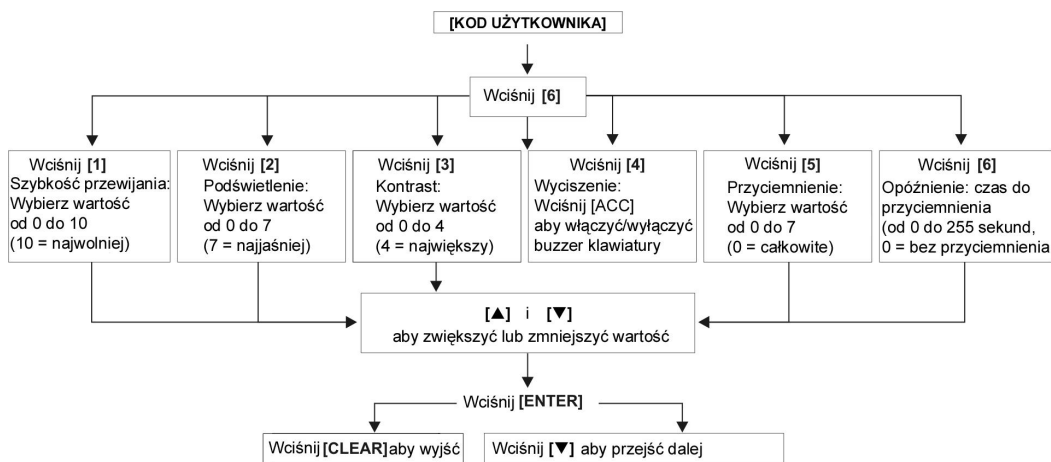 [KOD UŻYTKOWNIKA]
Wciśnij [6]
Wciśnij [1]
Szybkość przewijania:
Wybierz wartość
od 0 do 10
(10 = najwolniej)
Wciśnij [2]
Podświetlenie:
Wybierz wartość
od 0 do 7
(7 = najjaśniej)
Wciśnij [3]
Kontrast:
Wybierz wartość
od 0 do 4
(4 = największy)
Wciśnij [4]
Wyciszenie:
Wciśnij [ACC]
aby włączyć/wyłączyć
buzzer klawiatury
Wciśnij [5]
Przyciemnienie:
Wybierz wartość
od 0 do 7
(0 = całkowite)
Wciśnij [6]
Opóźnienie: czas do
przyciemnienia
(od 0 do 255 sekund,
0 = bez przyciemnienia
[▲] i [▼]
aby zwiększyć lub zmniejszyć wartość
Wciśnij [ENTER]
Wciśnij [CLEAR] aby wyjść
Wciśnij [▼] aby przejść dalej